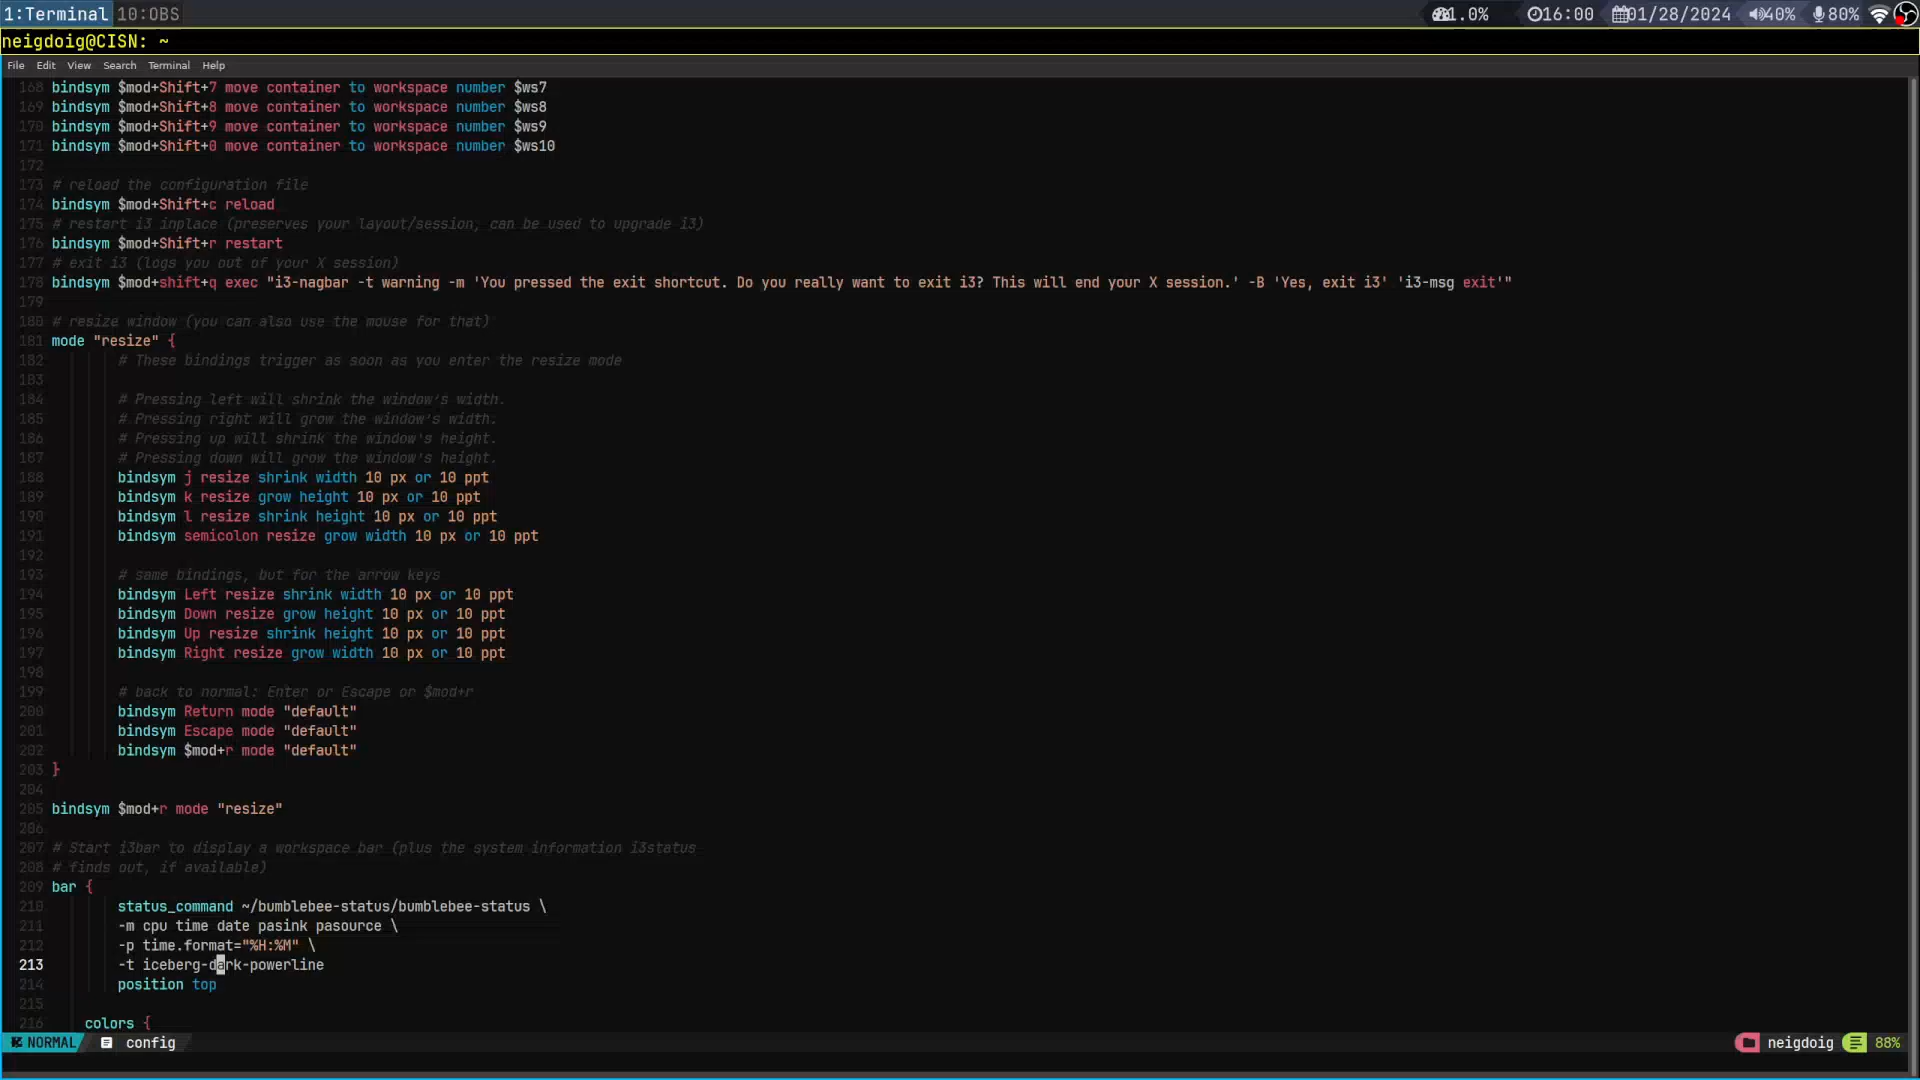 1:Terminal 10:OBS 1.0% 16:00 01/28/2024 40% 80%
neigdoig@CISN: ~
File Edit View Search Terminal Help
168 bindsym $mod+Shift+7 move container to workspace number $ws7
169 bindsym $mod+Shift+8 move container to workspace number $ws8
170 bindsym $mod+Shift+9 move container to workspace number $ws9
171 bindsym $mod+Shift+0 move container to workspace number $ws10
172
173 # reload the configuration file
174 bindsym $mod+Shift+c reload
175 # restart i3 inplace (preserves your layout/session, can be used to upgrade i3)
176 bindsym $mod+Shift+r restart
177 # exit i3 (logs you out of your X session)
178 bindsym $mod+shift+q exec "i3-nagbar -t warning -m 'You pressed the exit shortcut. Do you really want to exit i3? This will end your X session.' -B 'Yes, exit i3' 'i3-msg exit'"
179
180 # resize window (you can also use the mouse for that)
181 mode "resize" {
182 # These bindings trigger as soon as you enter the resize mode
183
184 # Pressing left will shrink the window's width.
185 # Pressing right will grow the window's width.
186 # Pressing up will shrink the window's height.
187 # Pressing down will grow the window's height.
188 bindsym j resize shrink width 10 px or 10 ppt
189 bindsym k resize grow height 10 px or 10 ppt
190 bindsym l resize shrink height 10 px or 10 ppt
191 bindsym semicolon resize grow width 10 px or 10 ppt
192
193 # same bindings, but for the arrow keys
194 bindsym Left resize shrink width 10 px or 10 ppt
195 bindsym Down resize grow height 10 px or 10 ppt
196 bindsym Up resize shrink height 10 px or 10 ppt
197 bindsym Right resize grow width 10 px or 10 ppt
198
199 # back to normal: Enter or Escape or $mod+r
200 bindsym Return mode "default"
201 bindsym Escape mode "default"
202 bindsym $mod+r mode "default"
203 }
204
205 bindsym $mod+r mode "resize"
206
207 # Start i3bar to display a workspace bar (plus the system information i3status
208 # finds out, if available)
209 bar {
210 status_command ~/bumblebee-status/bumblebee-status \
211 -m cpu time date pasink pasource \
212 -p time.format="%H:%M" \
213 -t iceberg-dark-powerline
214 position top
215
216 colors {
NORMAL config neigdoig 88%